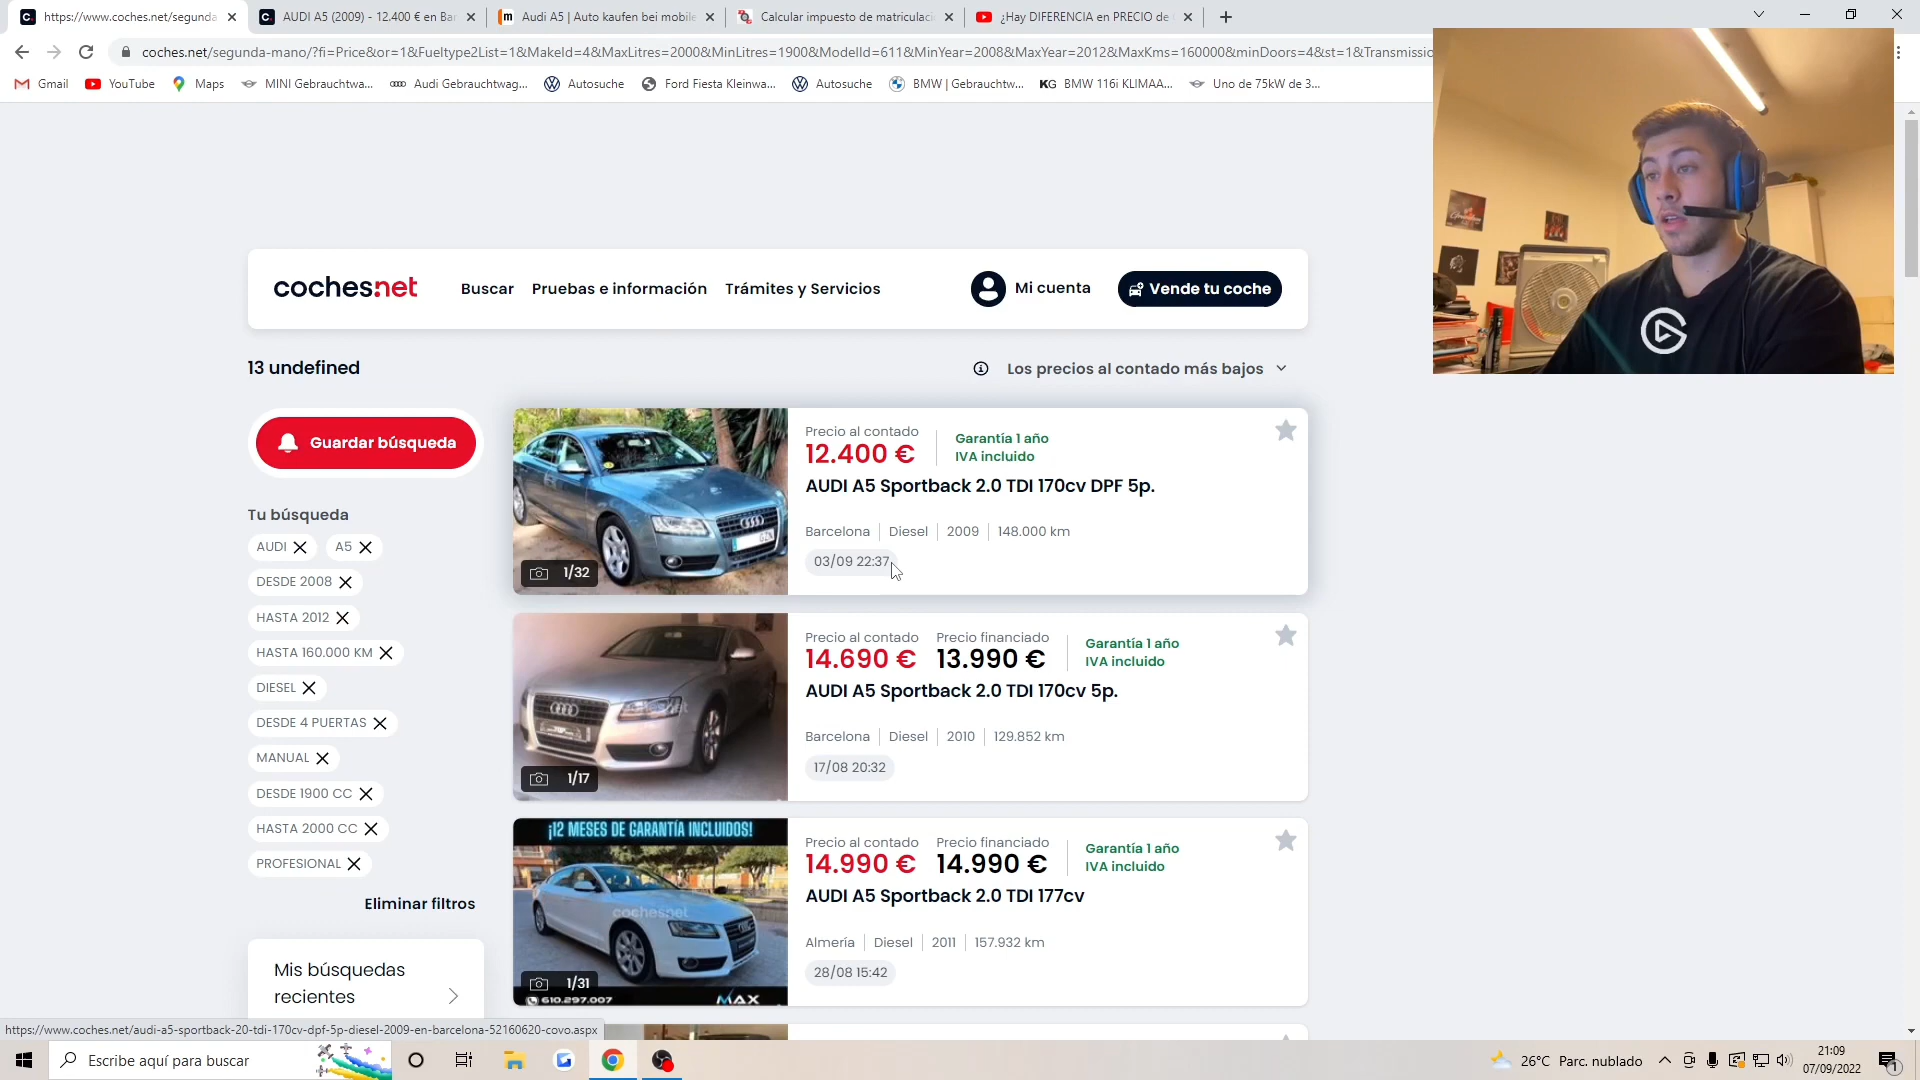 https://www.coches.net/segunda
AUDI A5 (2009) - 12.400 € en Bar
Audi A5 | Auto kaufen bei mobile
Calcular impuesto de matriculaci
¿Hay DIFERENCIA en PRECIO de
coches.net/segunda-mano/?fi=Price&or=1&Fueltype2List=1&MakeId=4&MaxLitres=2000&MinLitres=1900&ModelId=611&MinYear=2008&MaxYear=2012&MaxKms=160000&minDoors=4&st=1&Transmissio
Gmail YouTube Maps MINI Gebrauchtwa... Audi Gebrauchtwag... Autosuche Ford Fiesta Kleinwa... Autosuche BMW | Gebrauchtw... KG BMW 116i KLIMAA... Uno de 75kW de 3...
coches.net Buscar Pruebas e información Trámites y Servicios Mi cuenta Vende tu coche
13 undefined
Los precios al contado más bajos
Guardar búsqueda
Tu búsqueda
AUDI A5
DESDE 2008
HASTA 2012
HASTA 160.000 KM
DIESEL
DESDE 4 PUERTAS
MANUAL
DESDE 1900 CC
HASTA 2000 CC
PROFESIONAL
Eliminar filtros
Mis búsquedas
recientes
1/32
Precio al contado
12.400 €
Garantía 1 año
IVA incluido
AUDI A5 Sportback 2.0 TDI 170cv DPF 5p.
Barcelona Diesel 2009 148.000 km
03/09 22:37
1/17
Precio al contado Precio financiado
14.690 € 13.990 €
Garantía 1 año
IVA incluido
AUDI A5 Sportback 2.0 TDI 170cv 5p.
Barcelona Diesel 2010 129.852 km
17/08 20:32
¡12 MESES DE GARANTÍA INCLUIDOS!
coches.net
1/31
610.297.007 MAX
Precio al contado Precio financiado
14.990 € 14.990 €
Garantía 1 año
IVA incluido
AUDI A5 Sportback 2.0 TDI 177cv
Almería Diesel 2011 157.932 km
28/08 15:42
https://www.coches.net/audi-a5-sportback-20-tdi-170cv-dpf-5p-diesel-2009-en-barcelona-52160620-covo.aspx
Escribe aquí para buscar
26°C Parc. nublado
21:09
07/09/2022
1